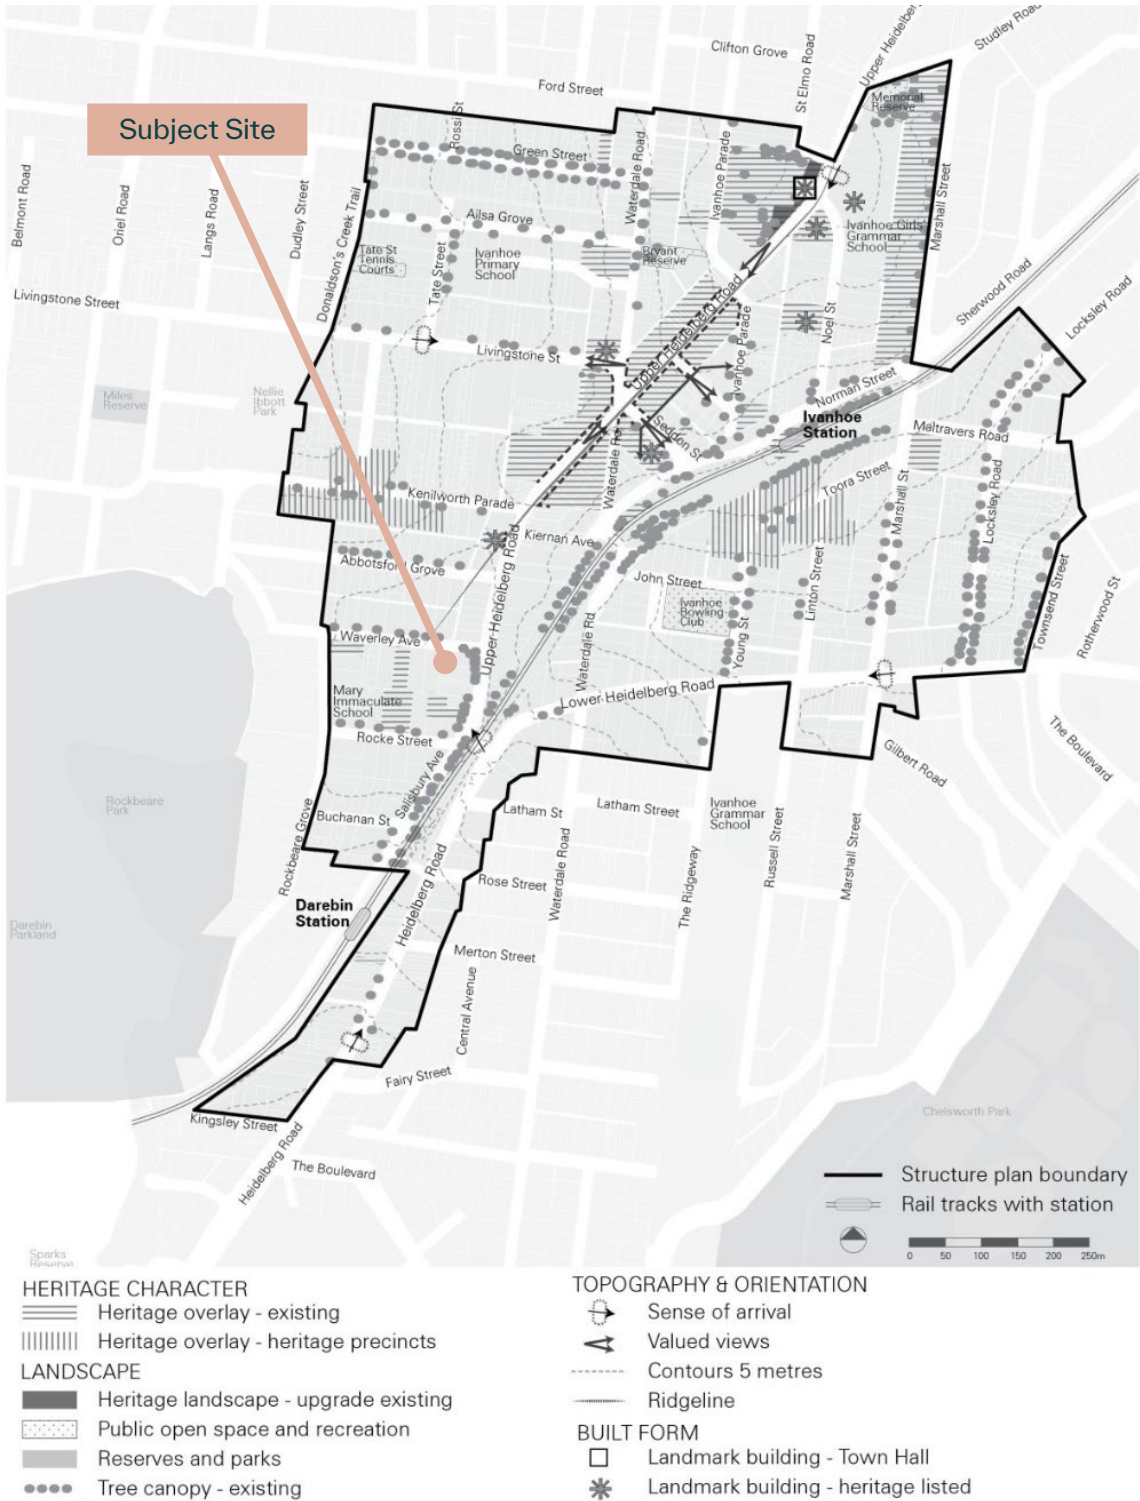 Clifton Grove
St Elmo Road
Upper Heidelberg
Studley Road
Ford Street
Subject Site
Memorial
Reserve
Rossi St
Green Street
Waterdale Road
Ivanhoe Parade
Marshall Street
Belmont Road
Oriel Road
Langs Road
Dudley Street
Donaldson's Creek Trail
Ailsa Grove
Ivanhoe Girls'
Grammar
School
Tate St
Tennis
Courts
Tate Street
Ivanhoe
Primary
School
Bryant
Reserve
Sherwood Road
Locksley Road
Livingstone Street
Upper Heidelberg Road
Ivanhoe Parade
Noel St
Livingstone St
Norman Street
Miles
Reserve
Nellie
Ibbott
Park
Ivanhoe
Station
Seddon St
Maltravers Road
Waterdale Rd
Toora Street
Marshall St
Locksley Road
Kenilworth Parade
Kiernan Ave
Abbotsford Grove
Upper Heidelberg Road
John Street
Linton Street
Townsend Street
Rotherwood St
Ivanhoe
Bowling
Club
Young St
Waverley Ave
Waterdale Rd
Lower Heidelberg Road
Mary
Immaculate
School
Rocke Street
Salisbury Ave
The Boulevard
Gilbert Road
Rockbeare
Park
Rockbeare Grove
Buchanan St
Latham St
Latham Street
Ivanhoe
Grammar
School
Russell Street
Marshall Street
Heidelberg Road
Rose Street
Waterdale Road
The Ridgeway
Darebin
Station
Darebin
Parkland
Merton Street
Central Avenue
Fairy Street
Kingsley Street
Heidelberg Road
The Boulevard
Chelsworth Park
Sparks
Reserve
Structure plan boundary
Rail tracks with station
0 50 100 150 200 250m
HERITAGE CHARACTER
Heritage overlay - existing
Heritage overlay - heritage precincts
LANDSCAPE
Heritage landscape - upgrade existing
Public open space and recreation
Reserves and parks
Tree canopy - existing
TOPOGRAPHY & ORIENTATION
Sense of arrival
Valued views
Contours 5 metres
Ridgeline
BUILT FORM
Landmark building - Town Hall
Landmark building - heritage listed